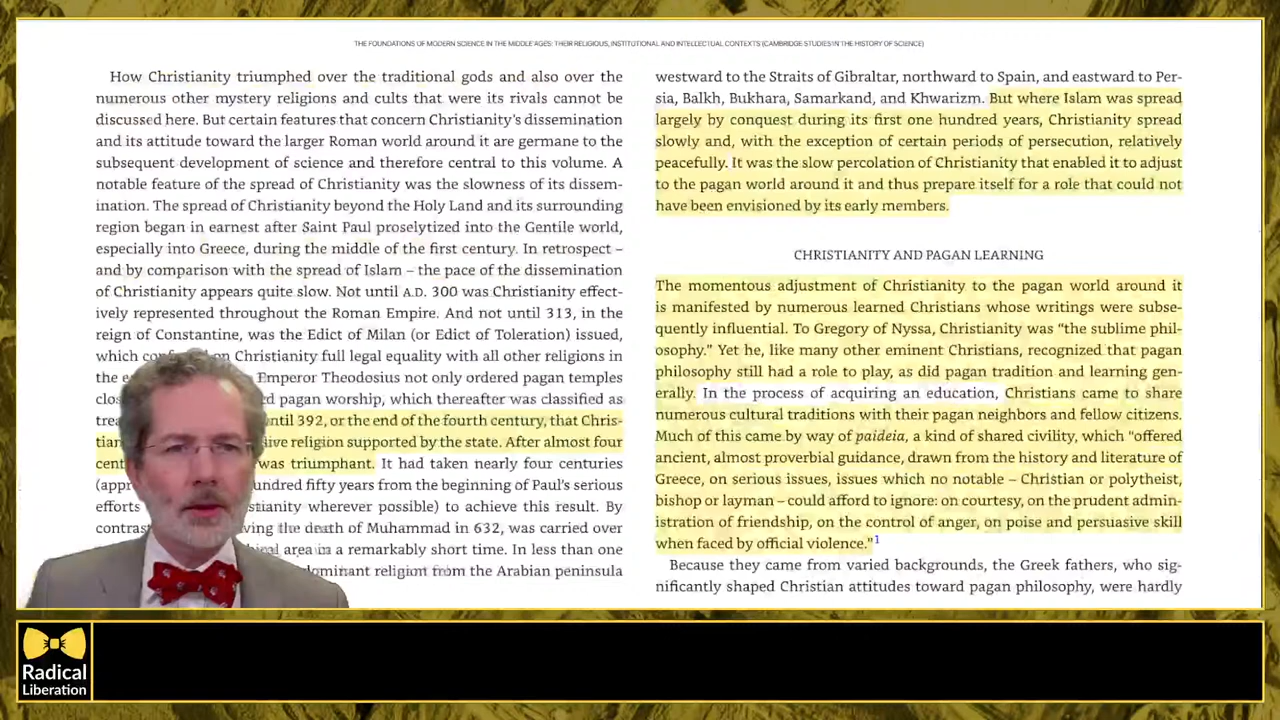 THE FOUNDATIONS OF MODERN SCIENCE IN THE MIDDLE AGES: THEIR RELIGIOUS, INSTITUTIONAL AND INTELLECTUAL CONTEXTS (CAMBRIDGE STUDIES IN THE HISTORY OF SCIENCE)
How Christianity triumphed over the traditional gods and also over the
numerous other mystery religions and cults that were its rivals cannot be
discussed here. But certain features that concern Christianity's dissemination
and its attitude toward the larger Roman world around it are germane to the
subsequent development of science and therefore central to this volume. A
notable feature of the spread of Christianity was the slowness of its dissem-
ination. The spread of Christianity beyond the Holy Land and its surrounding
region began in earnest after Saint Paul proselytized into the Gentile world,
especially into Greece, during the middle of the first century. In retrospect –
and by comparison with the spread of Islam – the pace of the dissemination
of Christianity appears quite slow. Not until A.D. 300 was Christianity effect-
ively represented throughout the Roman Empire. And not until 313, in the
reign of Constantine, was the Edict of Milan (or Edict of Toleration) issued,
which on Christianity full legal equality with all other religions in
the Emperor Theodosius not only ordered pagan temples
pagan worship, which thereafter was classified as
392, or the end of the fourth century, that Chris-
religion supported by the state. After almost four
was triumphant. It had taken nearly four centuries
fifty years from the beginning of Paul's serious
efforts wherever possible) to achieve this result. By
the death of Muhammad in 632, was carried over
area in a remarkably short time. In less than one
religion from the Arabian peninsula
westward to the Straits of Gibraltar, northward to Spain, and eastward to Per-
sia, Balkh, Bukhara, Samarkand, and Khwarizm. But where Islam was spread
largely by conquest during its first one hundred years, Christianity spread
slowly and, with the exception of certain periods of persecution, relatively
peacefully. It was the slow percolation of Christianity that enabled it to adjust
to the pagan world around it and thus prepare itself for a role that could not
have been envisioned by its early members.
CHRISTIANITY AND PAGAN LEARNING
The momentous adjustment of Christianity to the pagan world around it
is manifested by numerous learned Christians whose writings were subse-
quently influential. To Gregory of Nyssa, Christianity was “the sublime phil-
osophy.” Yet he, like many other eminent Christians, recognized that pagan
philosophy still had a role to play, as did pagan tradition and learning gen-
erally. In the process of acquiring an education, Christians came to share
numerous cultural traditions with their pagan neighbors and fellow citizens.
Much of this came by way of paideia, a kind of shared civility, which “offered
ancient, almost proverbial guidance, drawn from the history and literature of
Greece, on serious issues, issues which no notable – Christian or polytheist,
bishop or layman – could afford to ignore: on courtesy, on the prudent admin-
istration of friendship, on the control of anger, on poise and persuasive skill
when faced by official violence.”1
Because they came from varied backgrounds, the Greek fathers, who sig-
nificantly shaped Christian attitudes toward pagan philosophy, were hardly
Radical
Liberation